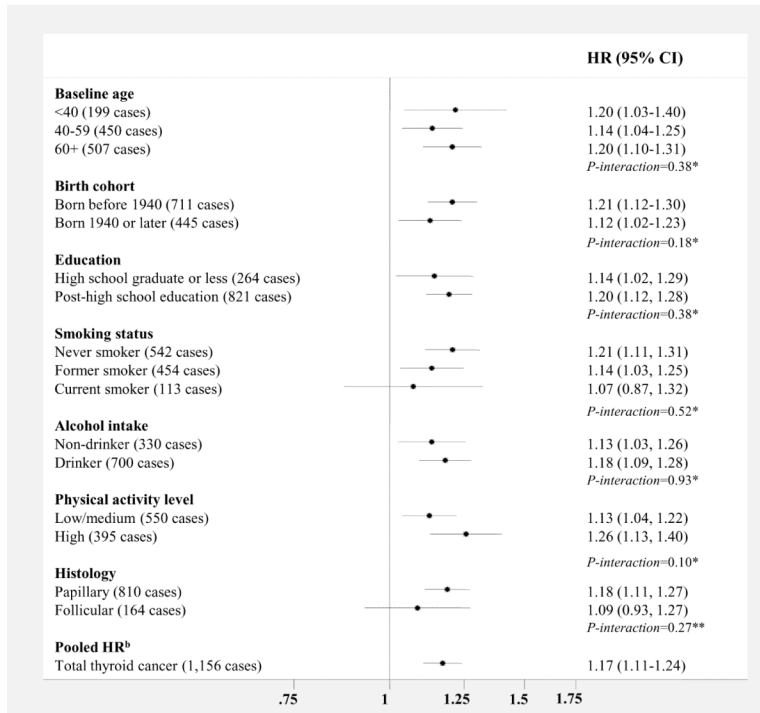 HR (95% CI)
Baseline age
<40 (199 cases) 1.20 (1.03-1.40)
40-59 (450 cases) 1.14 (1.04-1.25)
60+ (507 cases) 1.20 (1.10-1.31)
P-interaction=0.38*
Birth cohort
Born before 1940 (711 cases) 1.21 (1.12-1.30)
Born 1940 or later (445 cases) 1.12 (1.02-1.23)
P-interaction=0.18*
Education
High school graduate or less (264 cases) 1.14 (1.02, 1.29)
Post-high school education (821 cases) 1.20 (1.12, 1.28)
P-interaction=0.38*
Smoking status
Never smoker (542 cases) 1.21 (1.11, 1.31)
Former smoker (454 cases) 1.14 (1.03, 1.25)
Current smoker (113 cases) 1.07 (0.87, 1.32)
P-interaction=0.52*
Alcohol intake
Non-drinker (330 cases) 1.13 (1.03, 1.26)
Drinker (700 cases) 1.18 (1.09, 1.28)
P-interaction=0.93*
Physical activity level
Low/medium (550 cases) 1.13 (1.04, 1.22)
High (395 cases) 1.26 (1.13, 1.40)
P-interaction=0.10*
Histology
Papillary (810 cases) 1.18 (1.11, 1.27)
Follicular (164 cases) 1.09 (0.93, 1.27)
P-interaction=0.27**
Pooled HRᵇ
Total thyroid cancer (1,156 cases) 1.17 (1.11-1.24)
.75 1 1.25 1.5 1.75